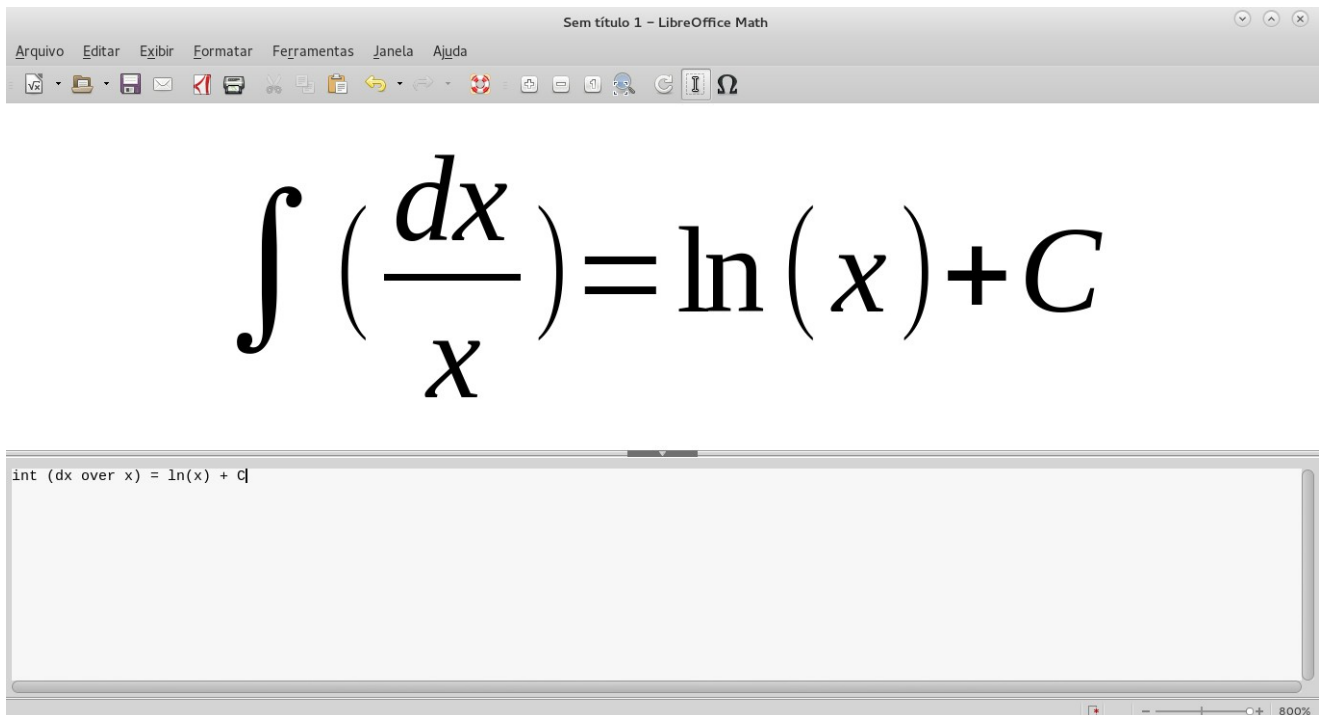 Sem título 1 – LibreOffice Math
Arquivo Editar Exibir Formatar Ferramentas Janela Ajuda
∫ (dx/x) = ln(x) + C
int (dx over x) = ln(x) + C
800%